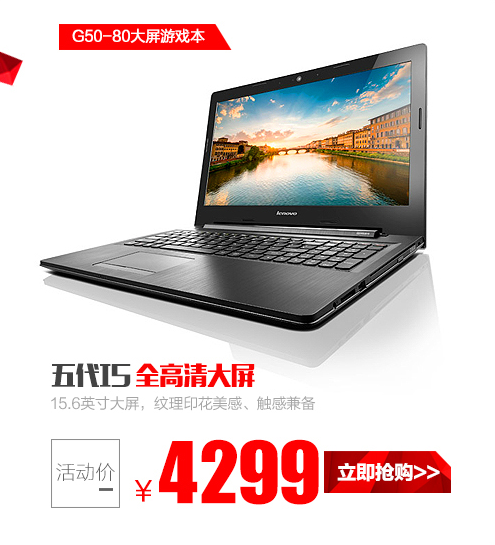 G50-80大屏游戏本
lenovo
五代I5 全高清大屏
15.6英寸大屏，纹理印花美感、触感兼备
活动价
¥4299
立即抢购>>